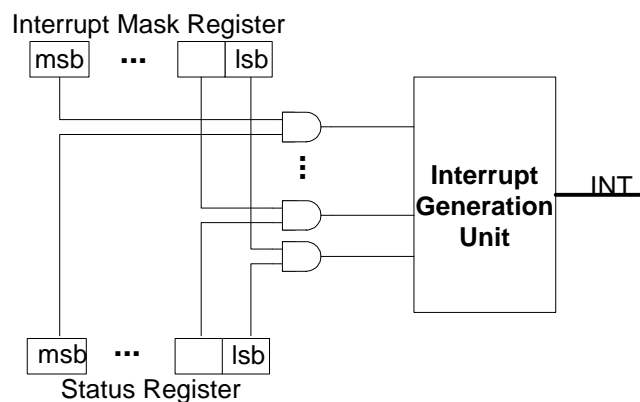 Interrupt Mask Register
msb ... lsb
...
Interrupt
Generation
Unit
INT
msb ... lsb
Status Register